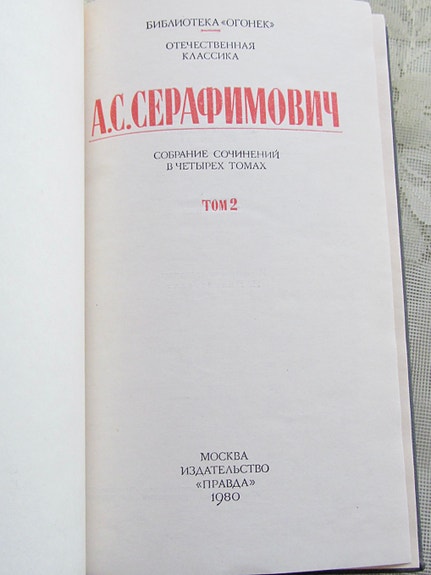 БИБЛИОТЕКА «ОГОНЕК»
ОТЕЧЕСТВЕННАЯ
КЛАССИКА
А.С.СЕРАФИМОВИЧ
СОБРАНИЕ СОЧИНЕНИЙ
В ЧЕТЫРЕХ ТОМАХ
ТОМ 2
МОСКВА
ИЗДАТЕЛЬСТВО
«ПРАВДА»
1980